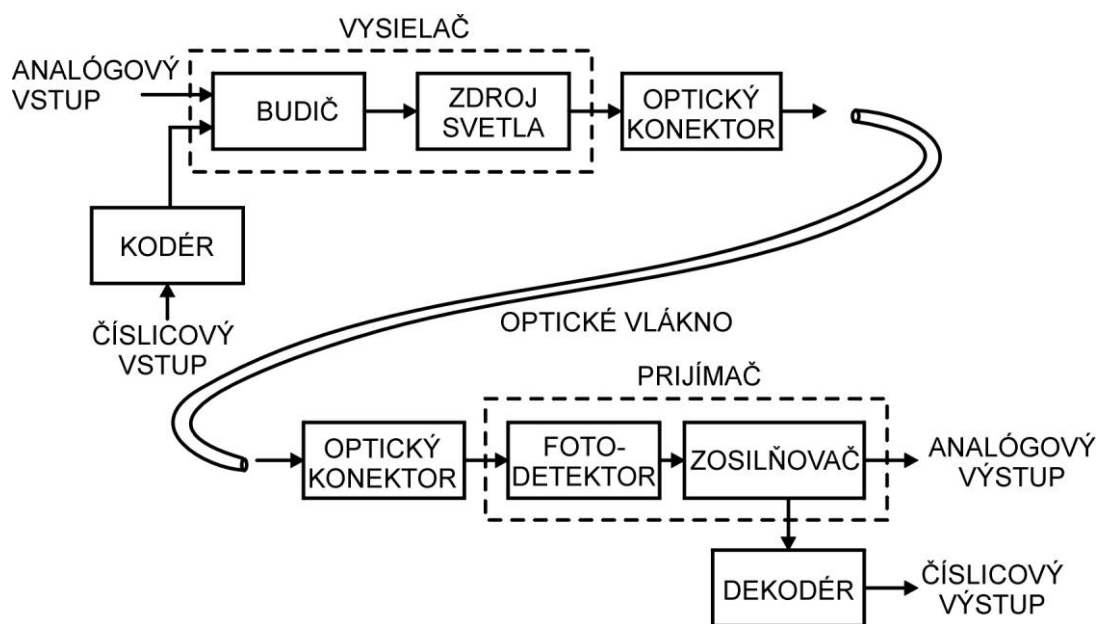 VYSIELAČ
ANALÓGOVÝ
VSTUP
BUDIČ
ZDROJ
SVETLA
OPTICKÝ
KONEKTOR
KODÉR
ČÍSLICOVÝ
VSTUP
OPTICKÉ VLÁKNO
PRIJÍMAČ
OPTICKÝ
KONEKTOR
FOTO-
DETEKTOR
ZOSILŇOVAČ
ANALÓGOVÝ
VÝSTUP
DEKODÉR
ČÍSLICOVÝ
VÝSTUP